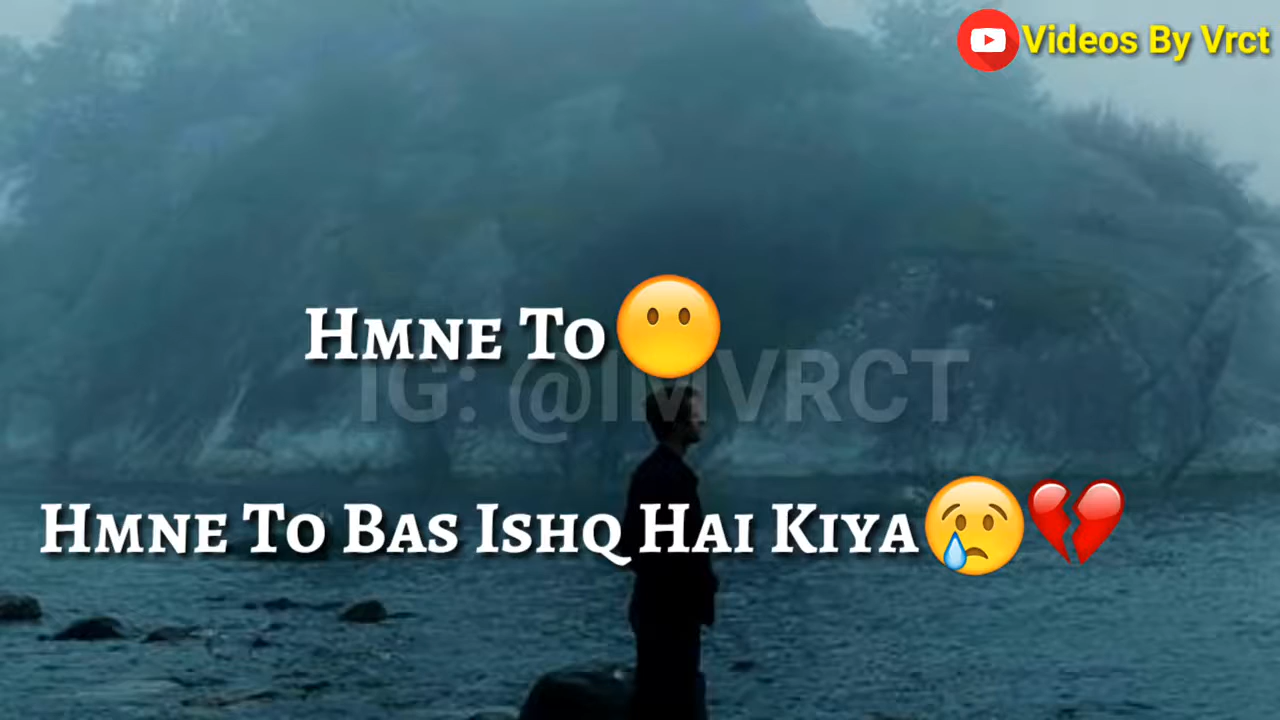 Videos By Vrct
Hmne To😶
IG: @IMVRCT
Hmne To Bas Ishq Hai Kiya😢💔